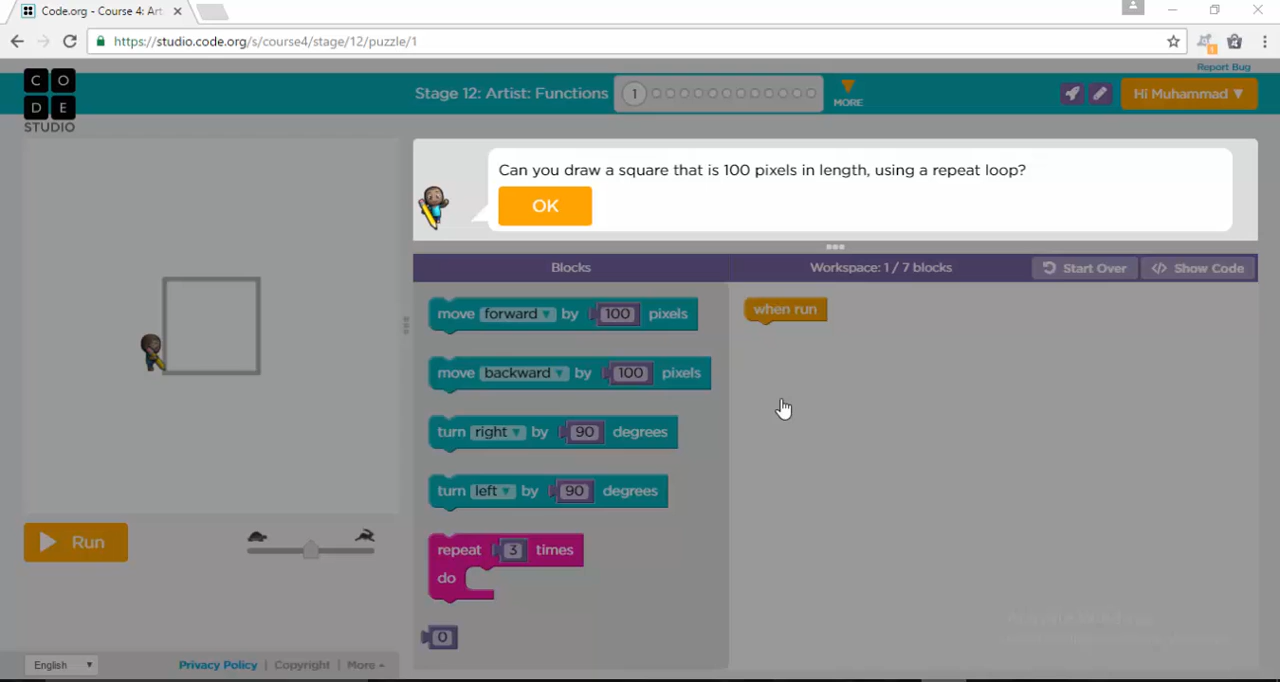 Code.org - Course 4: Art
https://studio.code.org/s/course4/stage/12/puzzle/1
Report Bug
C O
D E
STUDIO
Stage 12: Artist: Functions
1
MORE
Hi Muhammad ▼
Can you draw a square that is 100 pixels in length, using a repeat loop?
OK
Blocks
Workspace: 1 / 7 blocks
Start Over
</> Show Code
move forward by 100 pixels
when run
move backward by 100 pixels
turn right by 90 degrees
turn left by 90 degrees
Run
repeat 3 times
do
0
English
Privacy Policy | Copyright | More